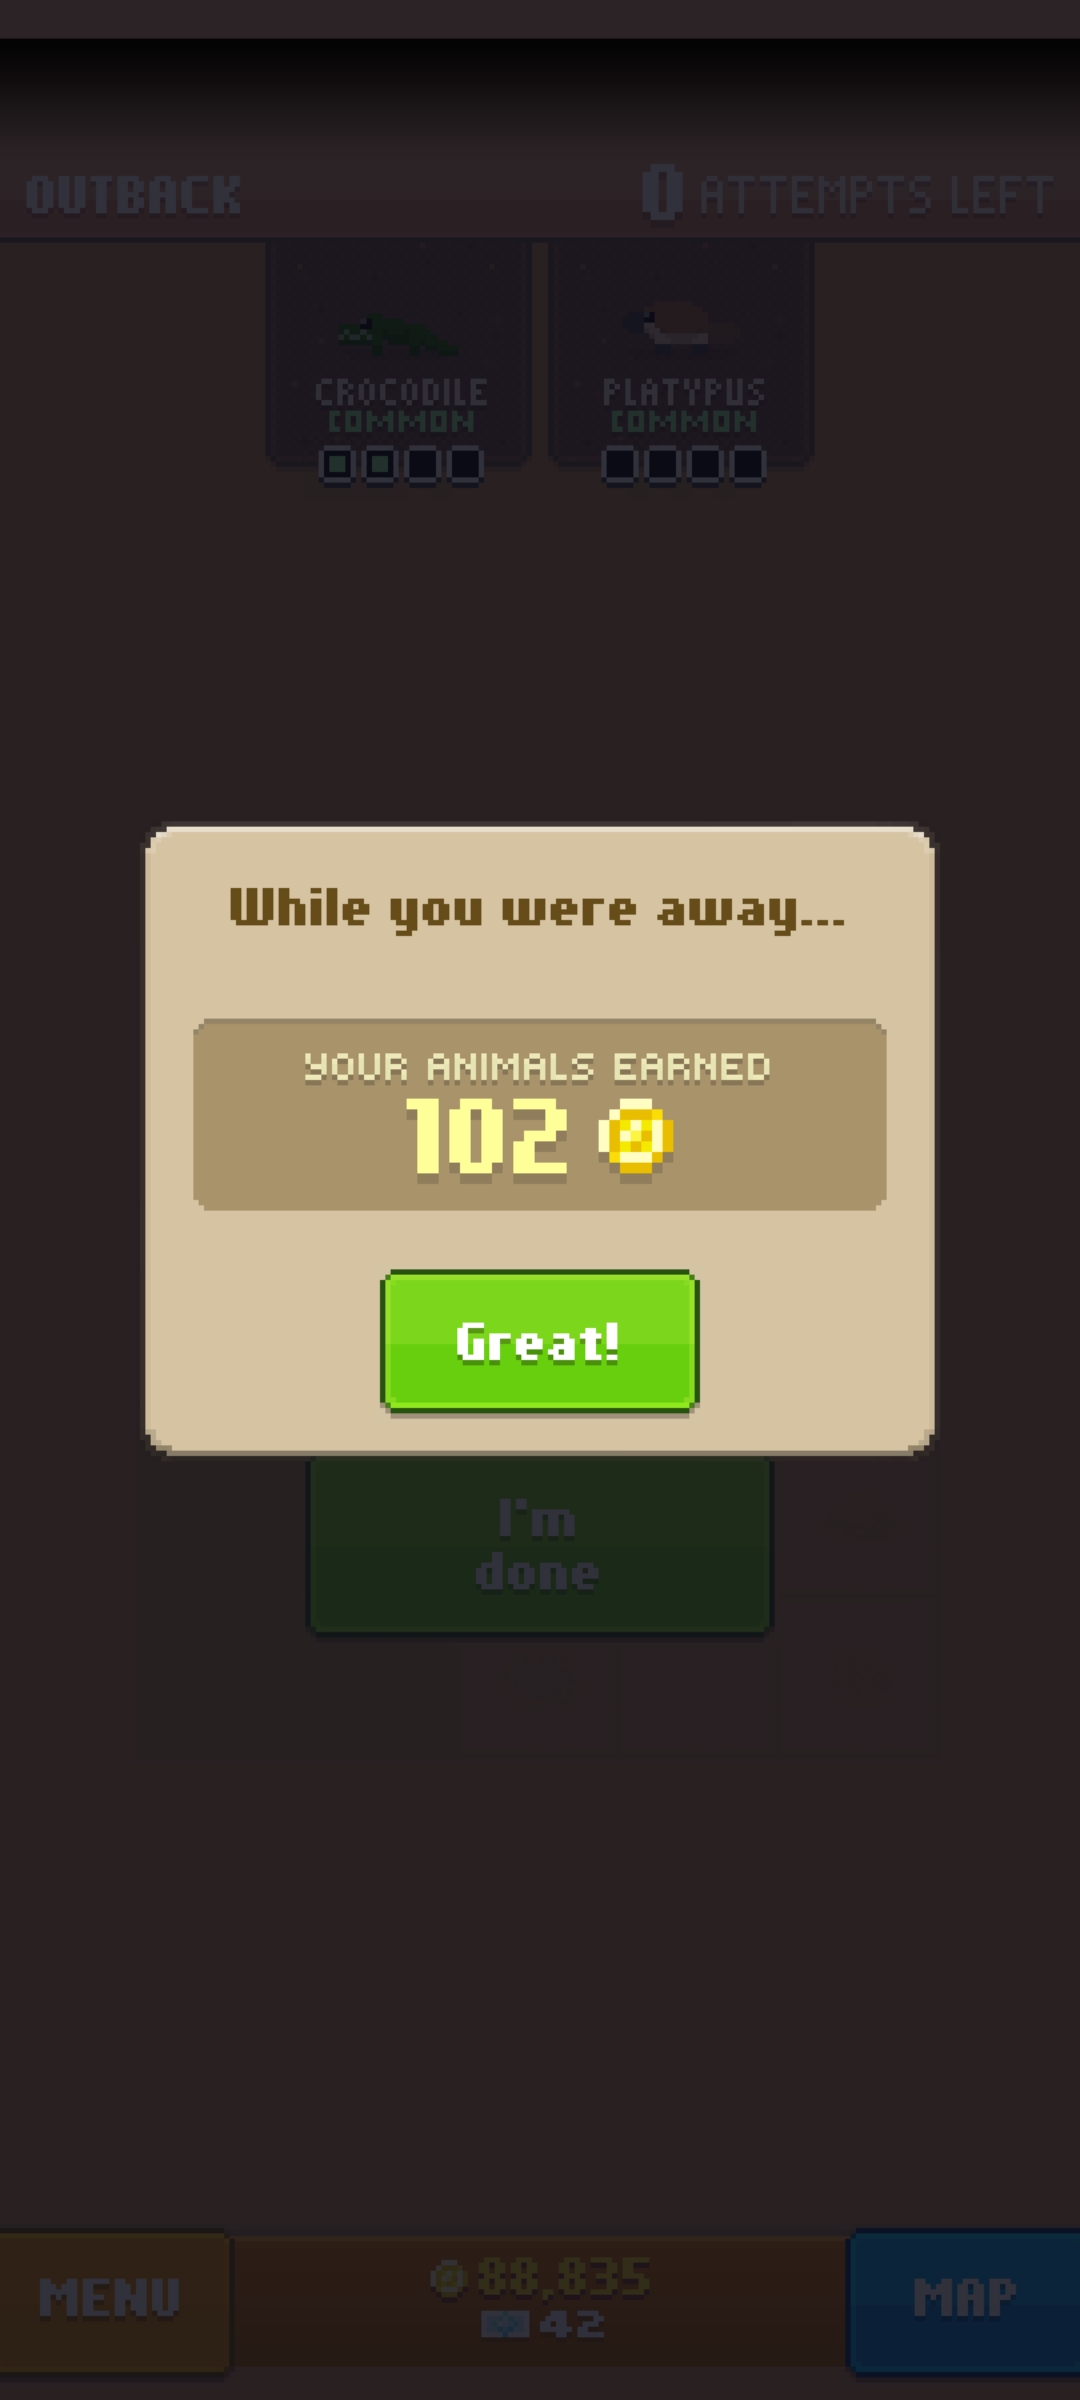 OUTBACK
0 ATTEMPTS LEFT
CROCODILE
COMMON
PLATYPUS
COMMON
While you were away...
YOUR ANIMALS EARNED
102
Great!
I'm
done
MENU
88,835
42
MAP